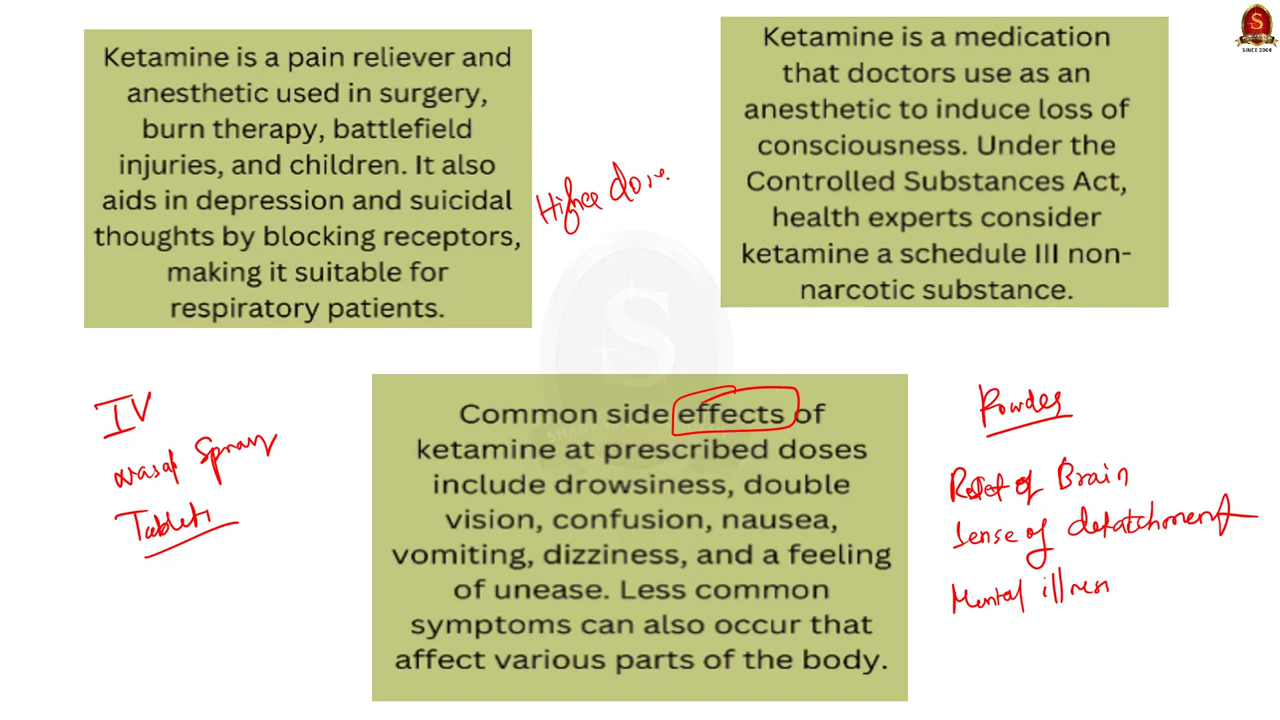 Ketamine is a pain reliever and
anesthetic used in surgery,
burn therapy, battlefield
injuries, and children. It also
aids in depression and suicidal
thoughts by blocking receptors,
making it suitable for
respiratory patients.
Higher dose.
Ketamine is a medication
that doctors use as an
anesthetic to induce loss of
consciousness. Under the
Controlled Substances Act,
health experts consider
ketamine a schedule III non-
narcotic substance.
SINCE 2004
IV
Nasal Spray
Tablets
Common side effects of
ketamine at prescribed doses
include drowsiness, double
vision, confusion, nausea,
vomiting, dizziness, and a feeling
of unease. Less common
symptoms can also occur that
affect various parts of the body.
Powder
Reset of Brain
Sense of detatchment
Mental illness